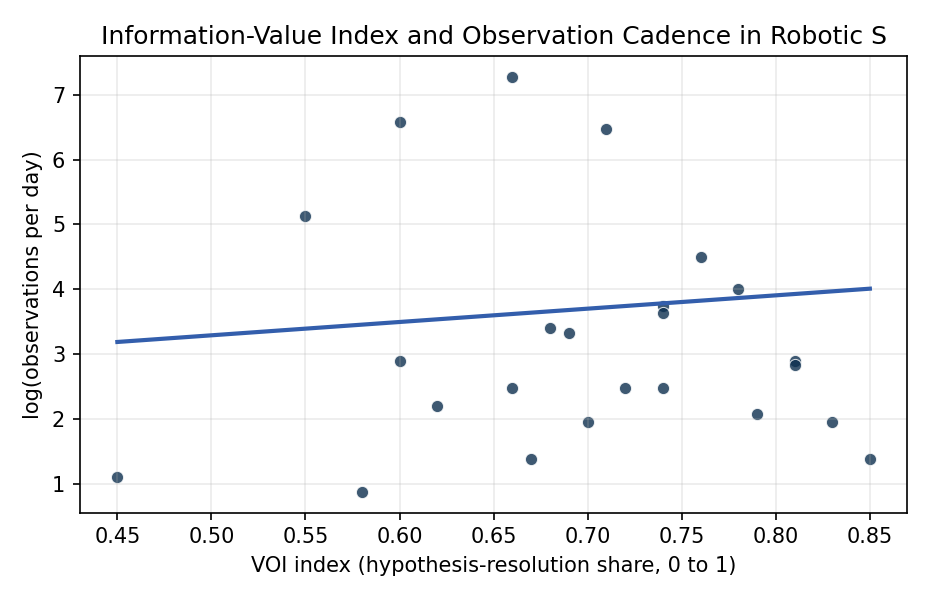 Information-Value Index and Observation Cadence in Robotic S
log(observations per day)
7
6
5
4
3
2
1
0.45 0.50 0.55 0.60 0.65 0.70 0.75 0.80 0.85
VOI index (hypothesis-resolution share, 0 to 1)